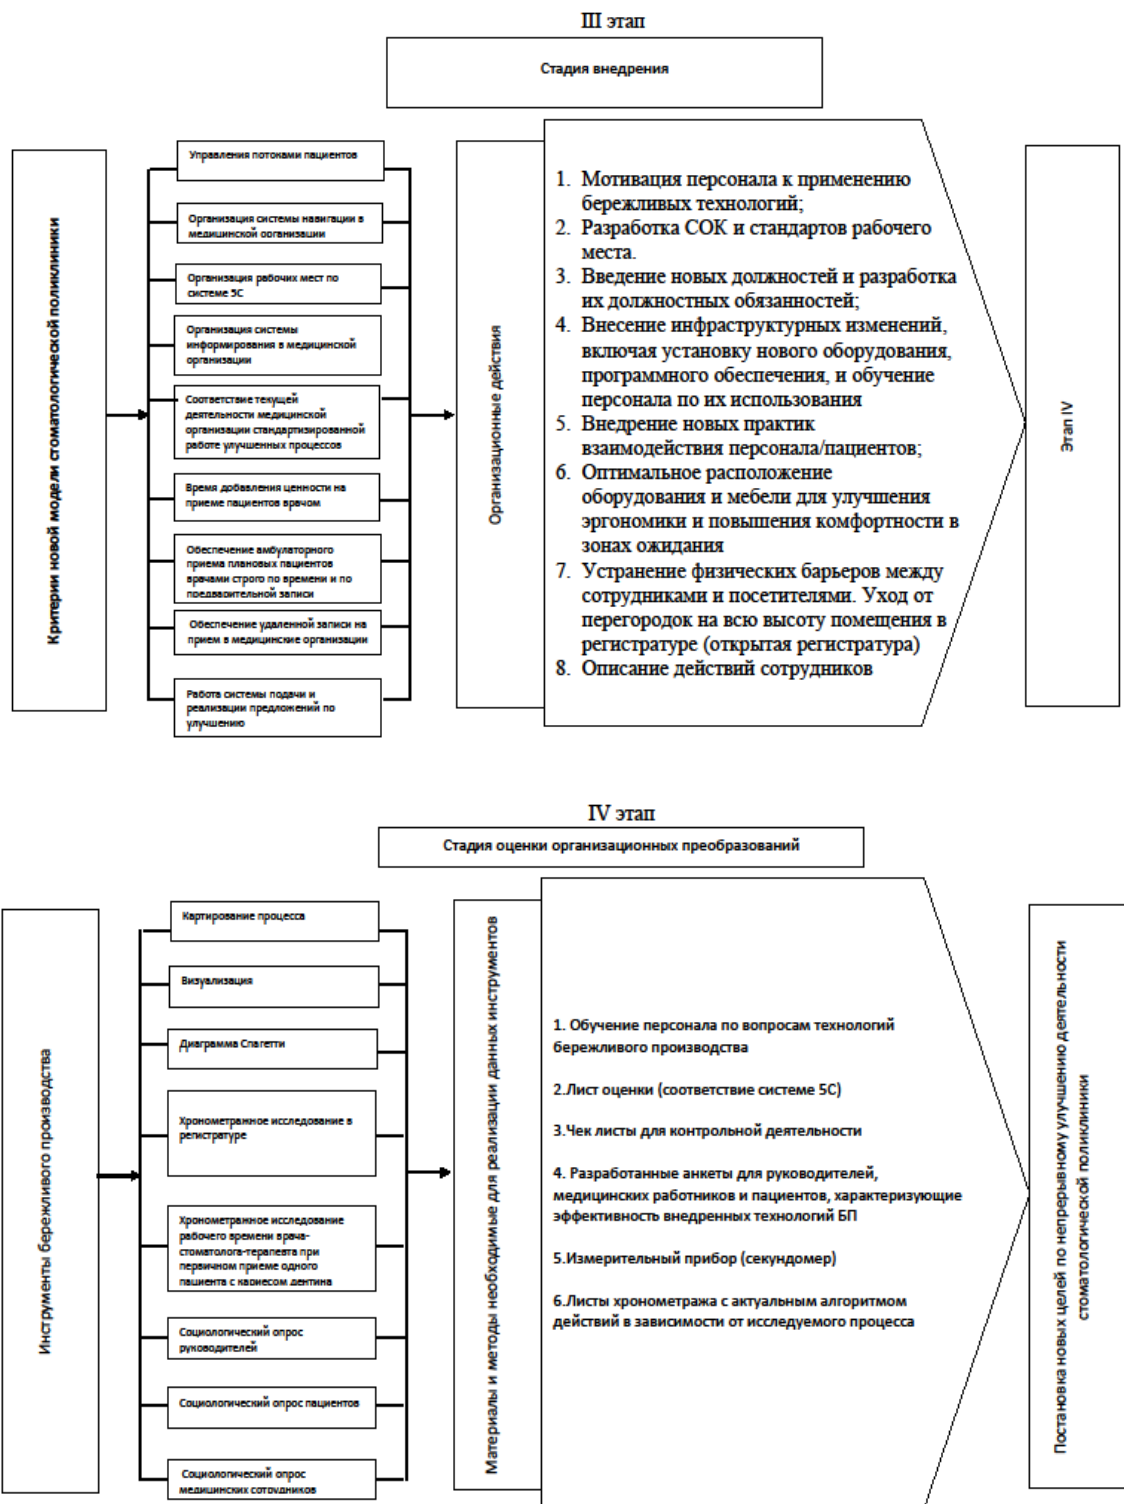 III этап
Стадия внедрения
Критерии новой модели стоматологической поликлиники
Управления потоками пациентов
Организация системы навигации в
медицинской организации
Организация рабочих мест по
системе 5С
Организация системы
информирования в медицинской
организации
Соответствие текущей
деятельности медицинской
организации стандартизированной
работе улучшенных процессов
Время добавления ценности на
приеме пациентов врачом
Обеспечение амбулаторного
приема плановых пациентов
врачами строго по времени и по
предварительной записи
Обеспечение удаленной записи на
прием в медицинские организации
Работа системы подачи и
реализации предложений по
улучшению
Организационные действия
1. Мотивация персонала к применению
бережливых технологий;
2. Разработка СОК и стандартов рабочего
места.
3. Введение новых должностей и разработка
их должностных обязанностей;
4. Внесение инфраструктурных изменений,
включая установку нового оборудования,
программного обеспечения, и обучение
персонала по их использования
5. Внедрение новых практик
взаимодействия персонала/пациентов;
6. Оптимальное расположение
оборудования и мебели для улучшения
эргономики и повышения комфортности в
зонах ожидания
7. Устранение физических барьеров между
сотрудниками и посетителями. Уход от
перегородок на всю высоту помещения в
регистратуре (открытая регистратура)
8. Описание действий сотрудников
Этап IV
IV этап
Стадия оценки организационных преобразований
Инструменты бережливого производства
Картирование процесса
Визуализация
Диаграмма Спагетти
Хронометражное исследование в
регистратуре
Хронометражное исследование
рабочего времени врача-
стоматолога-терапевта при
первичном приеме одного
пациента с кариесом дентина
Социологический опрос
руководителей
Социологический опрос пациентов
Социологический опрос
медицинских сотрудников
Материалы и методы необходимые для реализации данных инструментов
1. Обучение персонала по вопросам технологий
бережливого производства
2.Лист оценки (соответствие системе 5С)
3.Чек листы для контрольной деятельности
4. Разработанные анкеты для руководителей,
медицинских работников и пациентов, характеризующие
эффективность внедренных технологий БП
5.Измерительный прибор (секундомер)
6.Листы хронометража с актуальным алгоритмом
действий в зависимости от исследуемого процесса
Постановка новых целей по непрерывному улучшению деятельности
стоматологической поликлиники